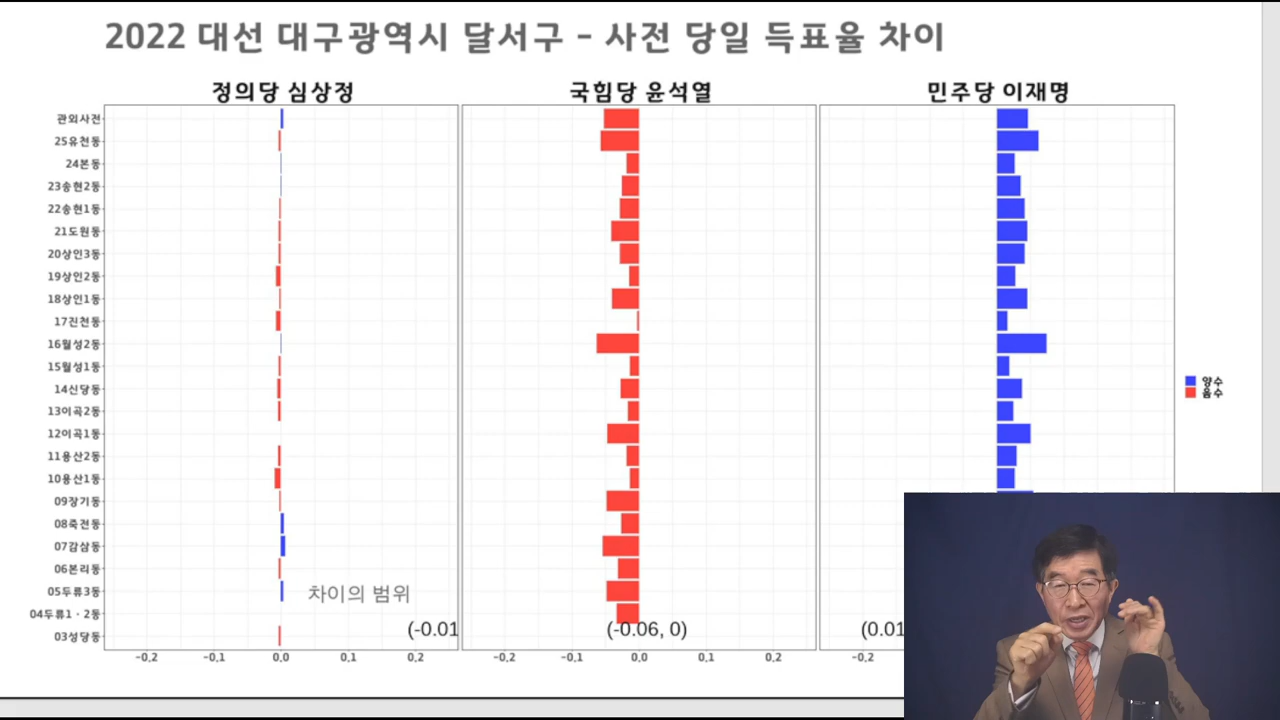 2022 대선 대구광역시 달서구 - 사전 당일 득표율 차이
정의당 심상정
국힘당 윤석열
민주당 이재명
관외사전
25유천동
24본동
23송현2동
22송현1동
21도원동
20상인3동
19상인2동
18상인1동
17진천동
16월성2동
15월성1동
14신당동
13이곡2동
12이곡1동
11용산2동
10용산1동
09장기동
08죽전동
07감삼동
06본리동
05두류3동
04두류1·2동
03성당동
양수
음수
차이의 범위
(-0.01
(-0.06, 0)
(0.01
-0.2 -0.1 0.0 0.1 0.2
-0.2 -0.1 0.0 0.1 0.2
-0.2